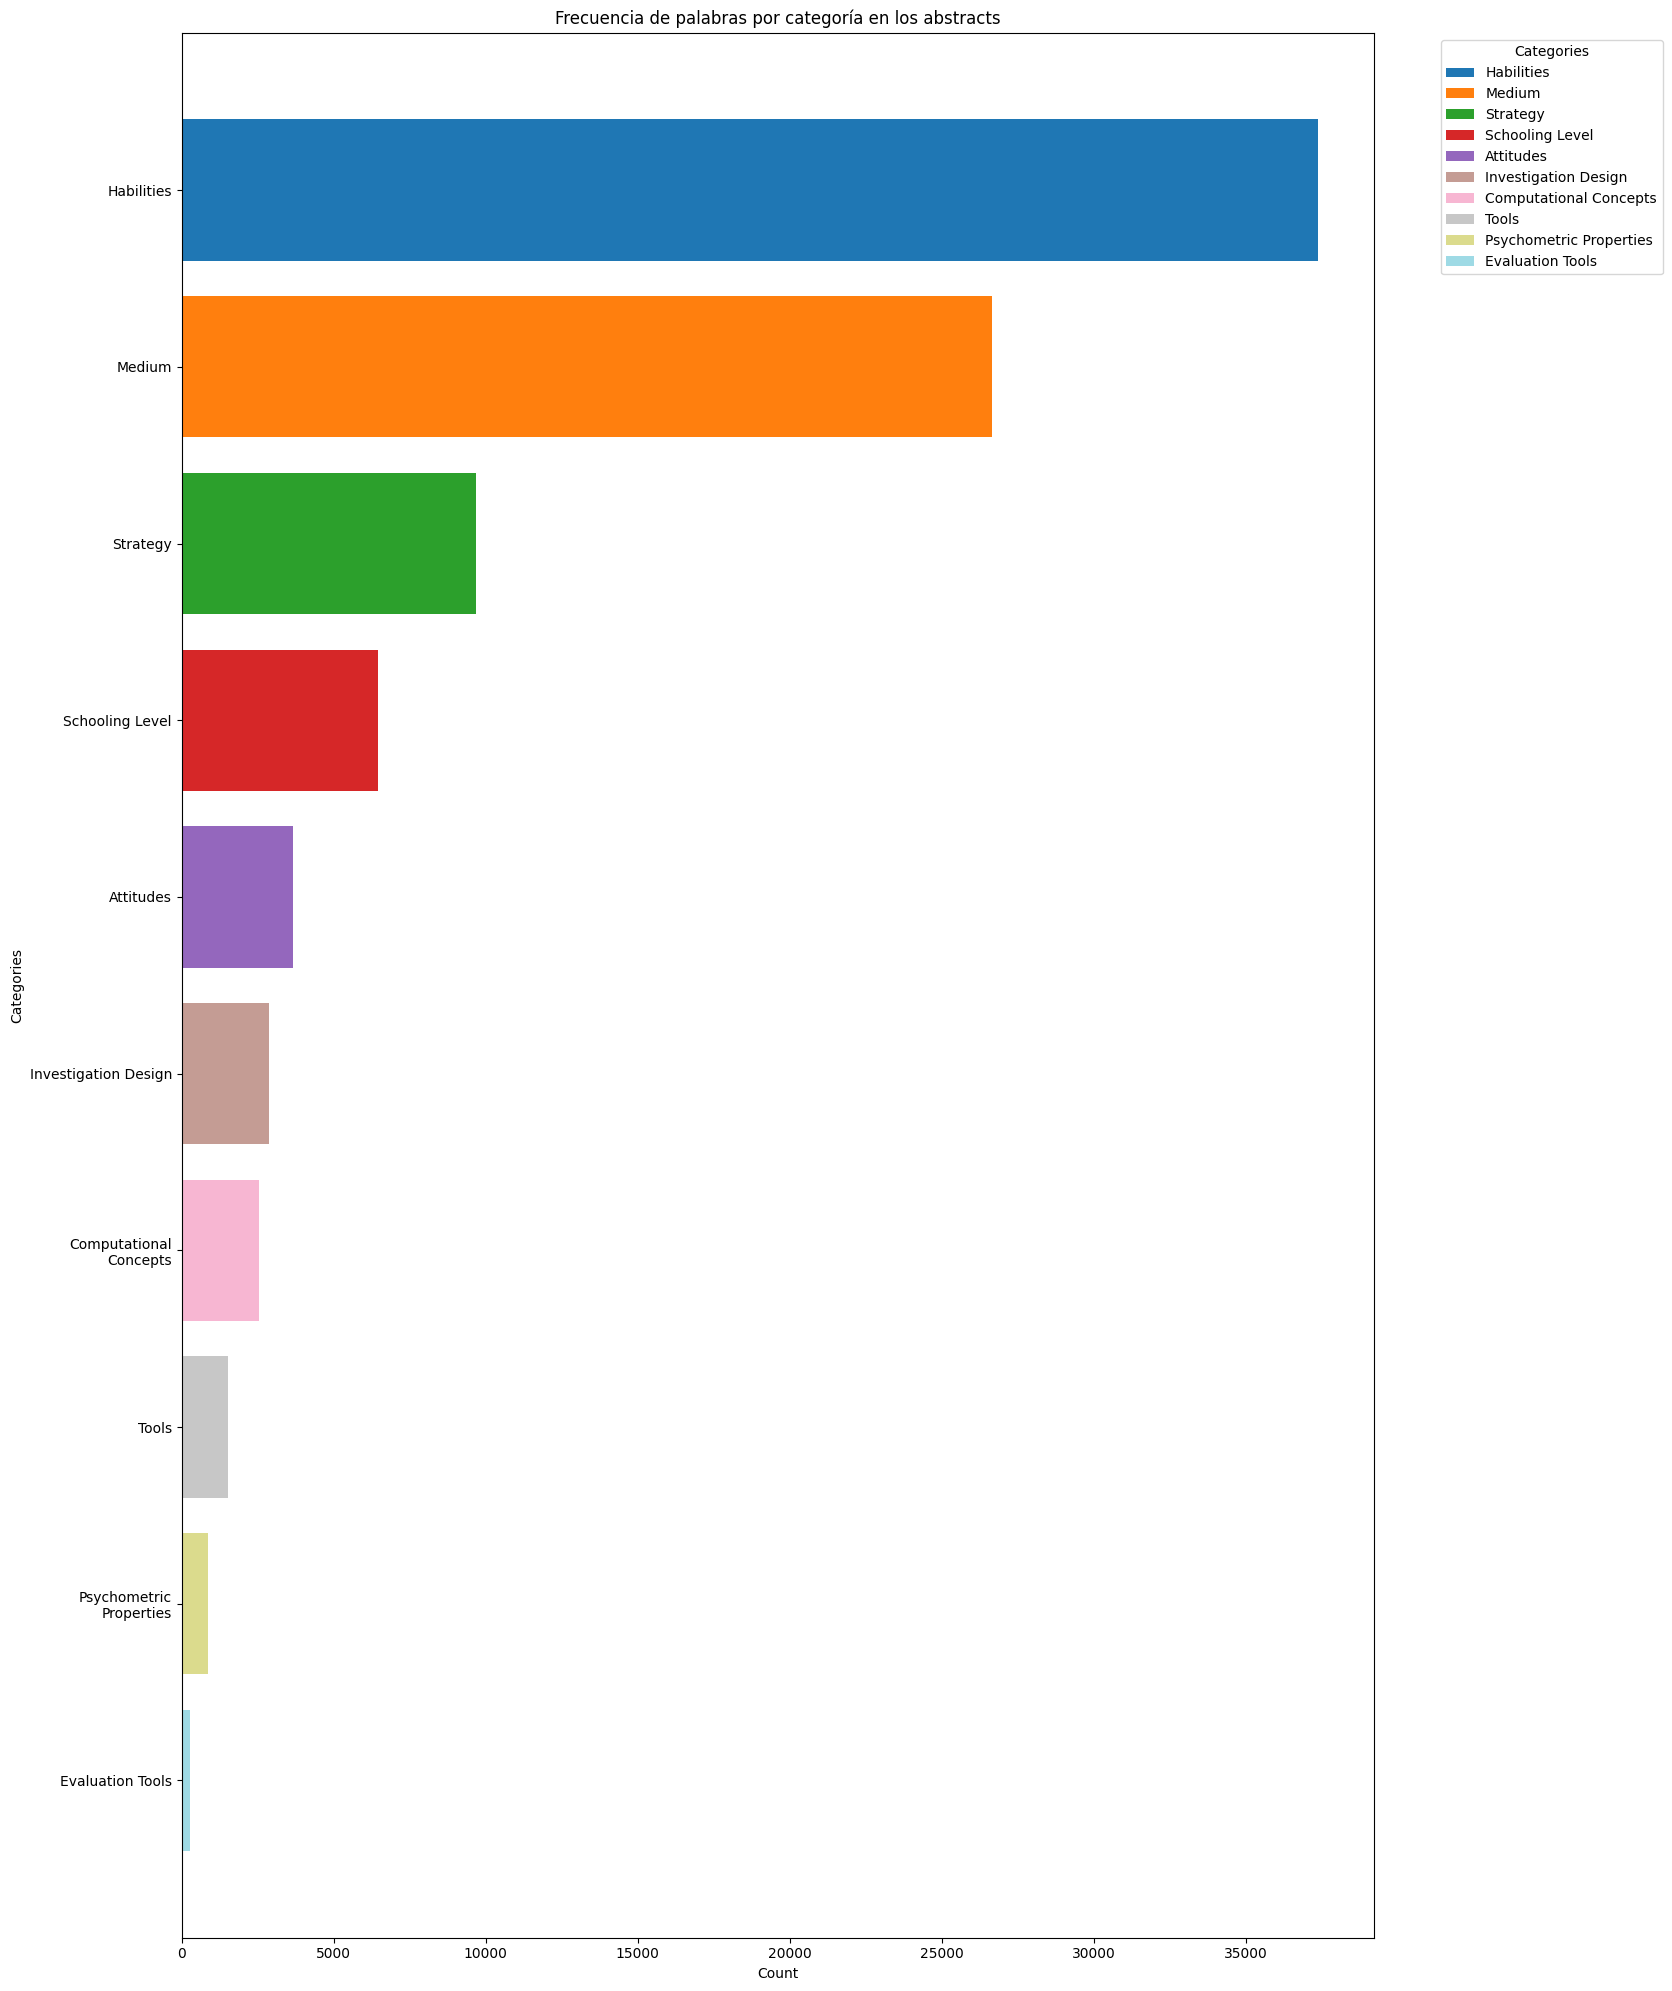 Frecuencia de palabras por categoría en los abstracts
Categories
Habilities
Medium
Strategy
Schooling Level
Attitudes
Investigation Design
Computational Concepts
Tools
Psychometric Properties
Evaluation Tools
Categories
Habilities
Medium
Strategy
Schooling Level
Attitudes
Investigation Design
Computational
Concepts
Tools
Psychometric
Properties
Evaluation Tools
0 5000 10000 15000 20000 25000 30000 35000
Count